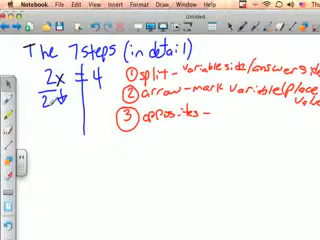 Notebook File Edit View Insert Format Draw Window Help
Untitled
The 7 steps (in detail)
2x = 4
2
① split - variable side/answer side
② arrow - mark variable (place
③ opposites -